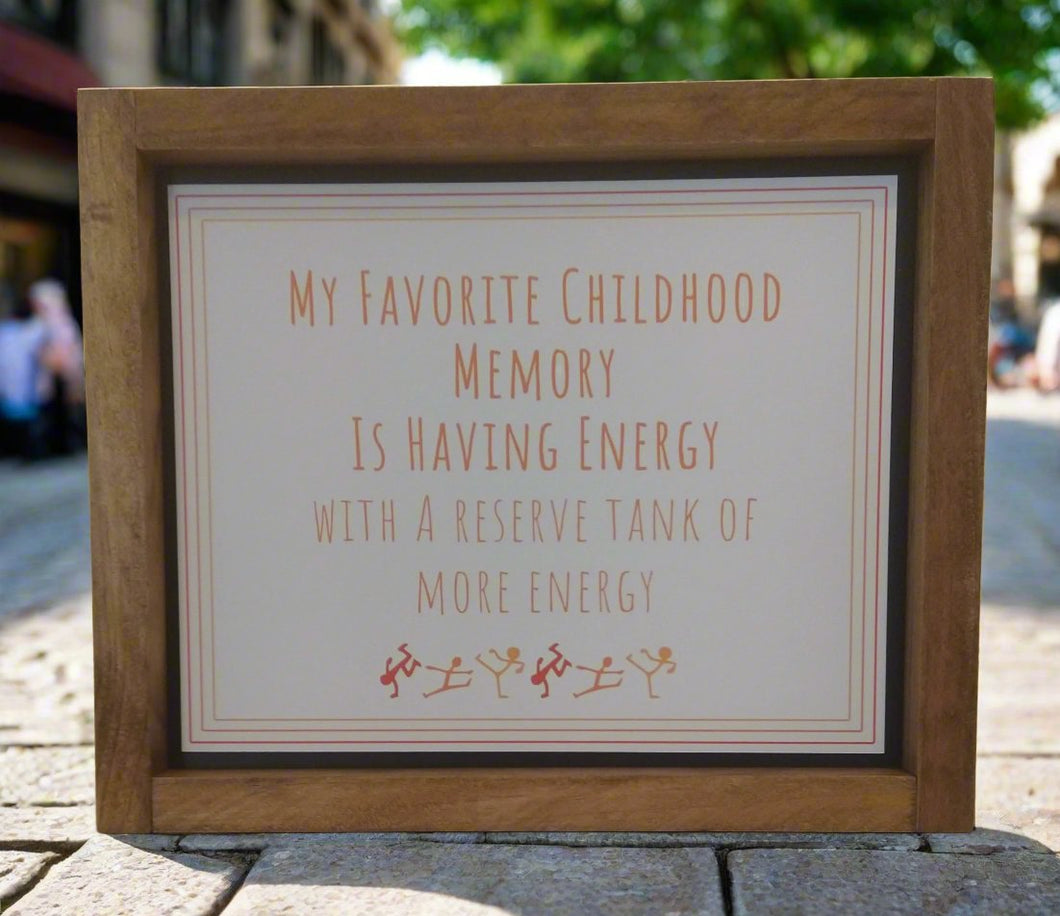 My Favorite Childhood
Memory
Is Having Energy
with A reserve tank of
more energy